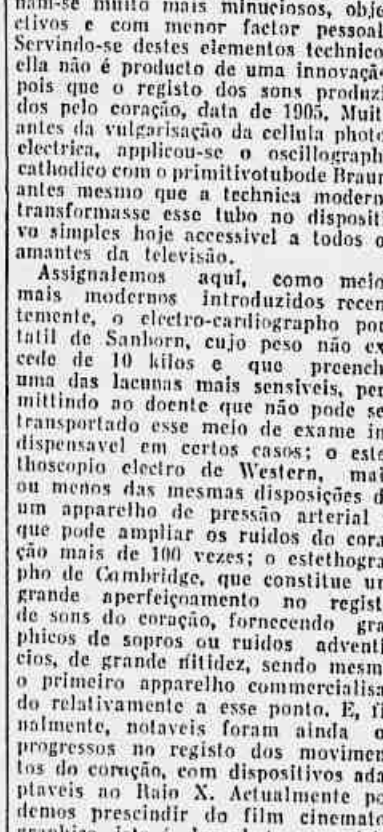 nam-se muito mais minuciosos, obje
ctivos e com menor factor pessoal
Servindo-se destes elementos technico
ella não é producto de uma innovaçã
pois que o registo dos sons produzi
dos pelo coração, data de 1905. Muit
antes da vulgarisação da cellula photo
electrica, applicou-se o oscillograph
cathodico com o primitivo tubo de Braun
antes mesmo que a technica modern
transformasse esse tubo no dispositi
vo simples hoje accessivel a todos o
amantes da televisão.
Assignalemos aqui, como meio
mais modernos introduzidos recen
temente, o electro-cardiographo por
tatil de Sanborn, cujo peso não ex
cede de 10 kilos e que preench
uma das lacunas mais sensiveis, per
mittindo ao doente que não pode se
transportado esse meio de exame in
dispensavel em certos casos; o este
thoscopio electro de Western, mai
ou menos das mesmas disposições d
um apparelho de pressão arterial
que pode ampliar os ruidos do cora
ção mais de 100 vezes; o estethogra
pho de Cambridge, que constitue un
grande aperfeiçoamento no regist
de sons do coração, fornecendo gra
phicos de sopros ou ruidos adventi
cios, de grande nitidez, sendo mesm
o primeiro apparelho commercialisa
do relativamente a esse ponto. E, fi
nalmente, notaveis foram ainda o
progressos no registo dos movimen
tos do coração, com dispositivos ada
ptaveis ao Raio X. Actualmente po
demos prescindir do film cinemato